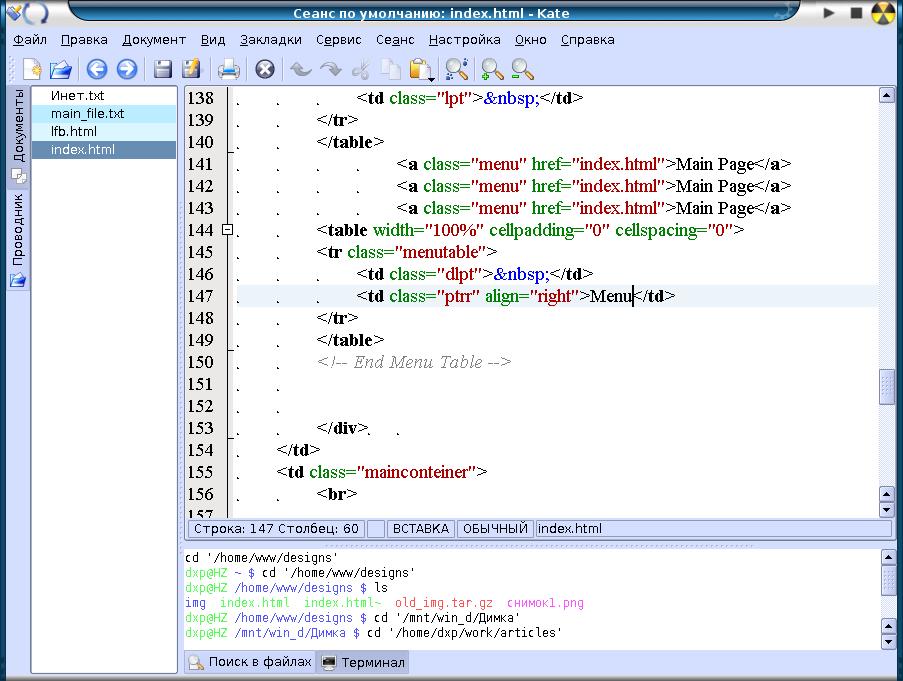 Сеанс по умолчанию: index.html - Kate
Файл Правка Документ Вид Закладки Сервис Сеанс Настройка Окно Справка
Документы
Проводник
Инет.txt
main_file.txt
lfb.html
index.html
138 <td class="lpt">&nbsp;</td>
139 </tr>
140 </table>
141 <a class="menu" href="index.html">Main Page</a>
142 <a class="menu" href="index.html">Main Page</a>
143 <a class="menu" href="index.html">Main Page</a>
144 <table width="100%" cellpadding="0" cellspacing="0">
145 <tr class="menutable">
146 <td class="dlpt">&nbsp;</td>
147 <td class="ptrr" align="right">Menu</td>
148 </tr>
149 </table>
150 <!-- End Menu Table -->
151
152
153 </div>
154 </td>
155 <td class="mainconteiner">
156 <br>
157
Строка: 147 Столбец: 60 ВСТАВКА ОБЫЧНЫЙ index.html
cd '/home/www/designs'
dxp@HZ ~ $ cd '/home/www/designs'
dxp@HZ /home/www/designs $ ls
img index.html index.html~ old_img.tar.gz снимок1.png
dxp@HZ /home/www/designs $ cd '/mnt/win_d/Димка'
dxp@HZ /mnt/win_d/Димка $ cd '/home/dxp/work/articles'
Поиск в файлах Терминал